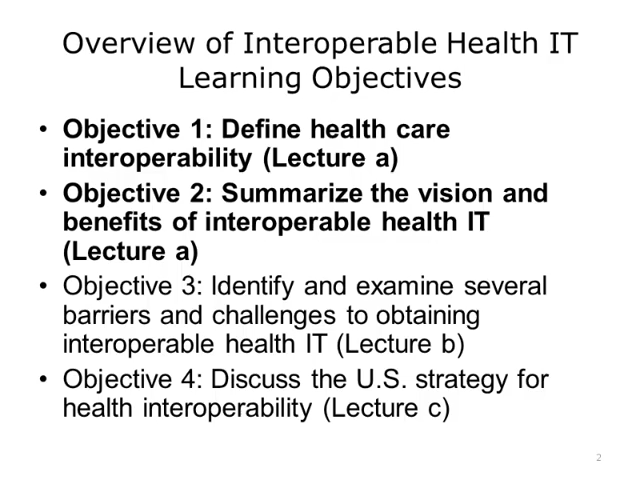 Overview of Interoperable Health IT
Learning Objectives
• Objective 1: Define health care
interoperability (Lecture a)
• Objective 2: Summarize the vision and
benefits of interoperable health IT
(Lecture a)
• Objective 3: Identify and examine several
barriers and challenges to obtaining
interoperable health IT (Lecture b)
• Objective 4: Discuss the U.S. strategy for
health interoperability (Lecture c)
2